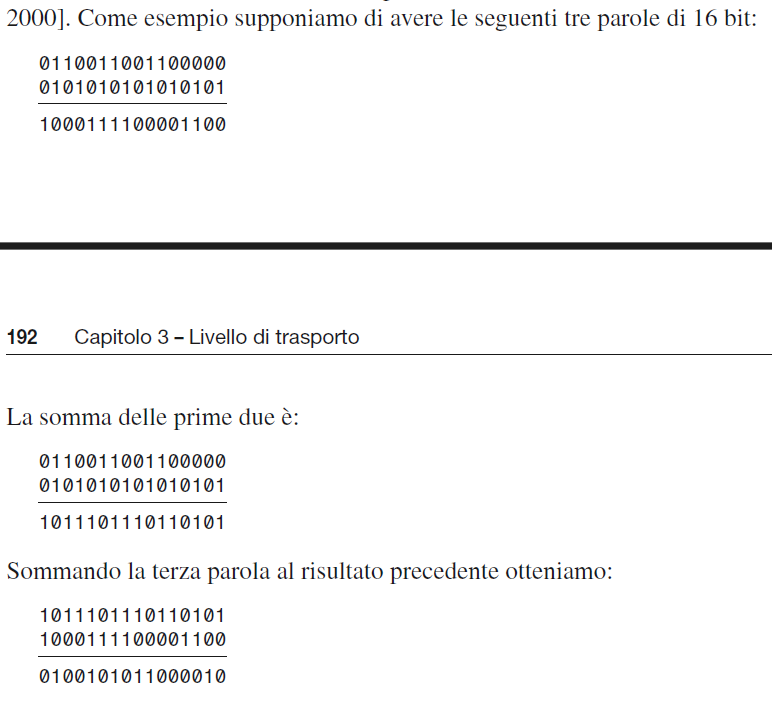 2000]. Come esempio supponiamo di avere le seguenti tre parole di 16 bit:
0110011001100000
0101010101010101
1000111100001100
192 Capitolo 3 – Livello di trasporto
La somma delle prime due è:
0110011001100000
0101010101010101
1011101110110101
Sommando la terza parola al risultato precedente otteniamo:
1011101110110101
1000111100001100
0100101011000010